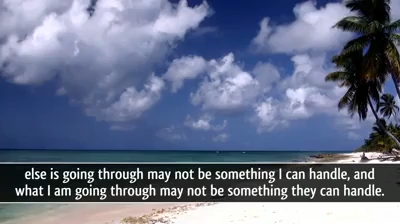 else is going through may not be something I can handle, and
what I am going through may not be something they can handle.